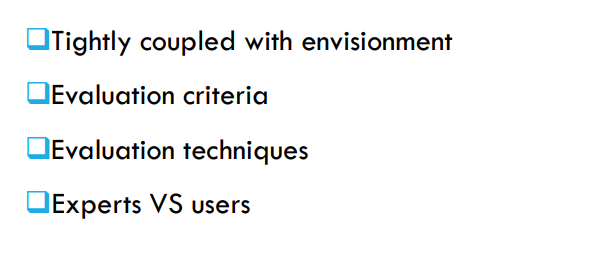 Tightly coupled with envisionment
Evaluation criteria
Evaluation techniques
Experts VS users